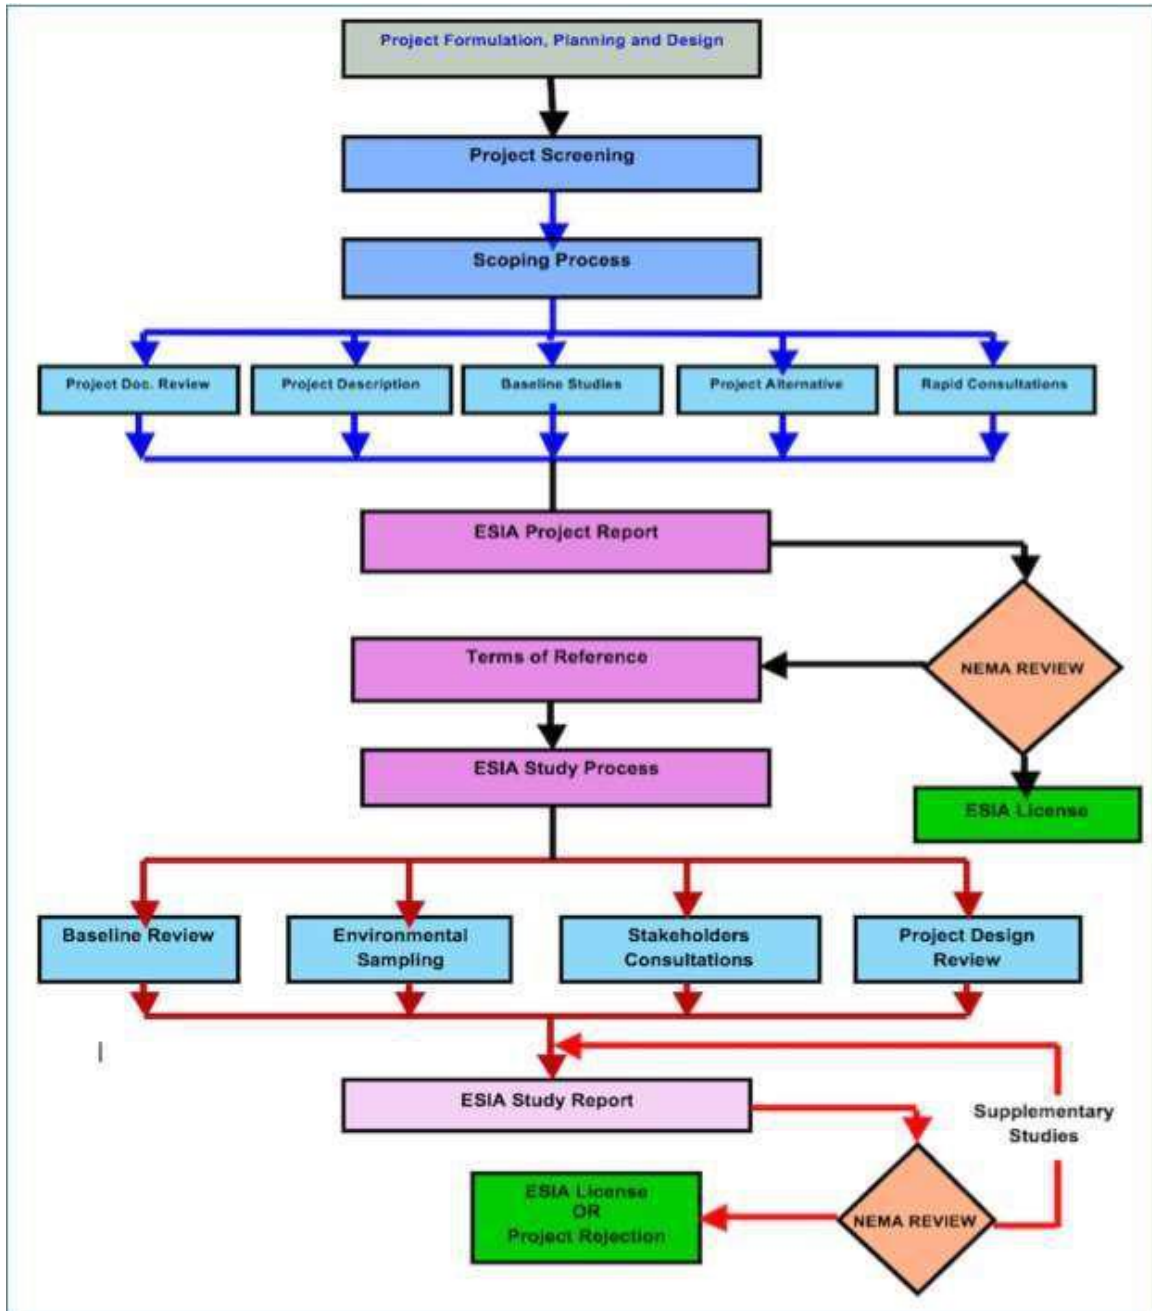 Project Formulation, Planning and Design
Project Screening
Scoping Process
Project Doc. Review
Project Description
Baseline Studies
Project Alternative
Rapid Consultations
ESIA Project Report
Terms of Reference
NEMA REVIEW
ESIA Study Process
ESIA License
Baseline Review
Environmental
Sampling
Stakeholders
Consultations
Project Design
Review
ESIA Study Report
Supplementary
Studies
ESIA License
OR
Project Rejection
NEMA REVIEW